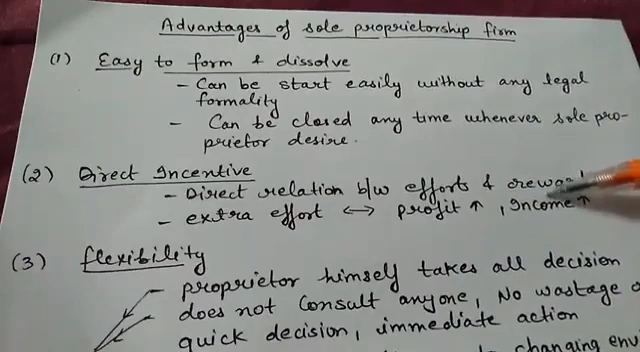 Advantages of sole proprietorship firm
(1) Easy to form & dissolve
- Can be start easily without any legal
formality
- Can be closed any time whenever sole pro-
prietor desire.
(2) Direct Incentive
- Direct relation b/w efforts &
- extra effort ↔ profit ↑, Income ↑
(3) flexibility
- proprietor himself takes all decision
- does not consult anyone, No wastage
quick decision, immediate action
changing